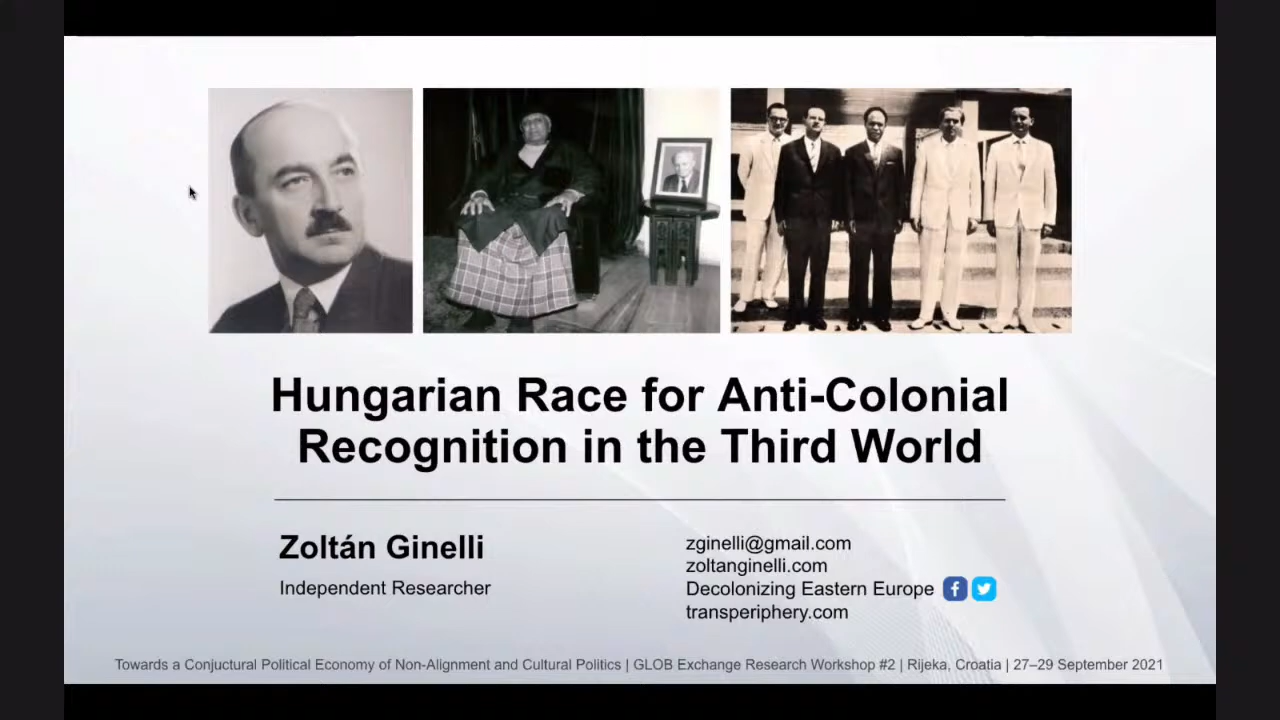 Hungarian Race for Anti-Colonial
Recognition in the Third World
Zoltán Ginelli
Independent Researcher
zginelli@gmail.com
zoltanginelli.com
Decolonizing Eastern Europe
transperiphery.com
Towards a Conjuctural Political Economy of Non-Alignment and Cultural Politics | GLOB Exchange Research Workshop #2 | Rijeka, Croatia | 27–29 September 2021